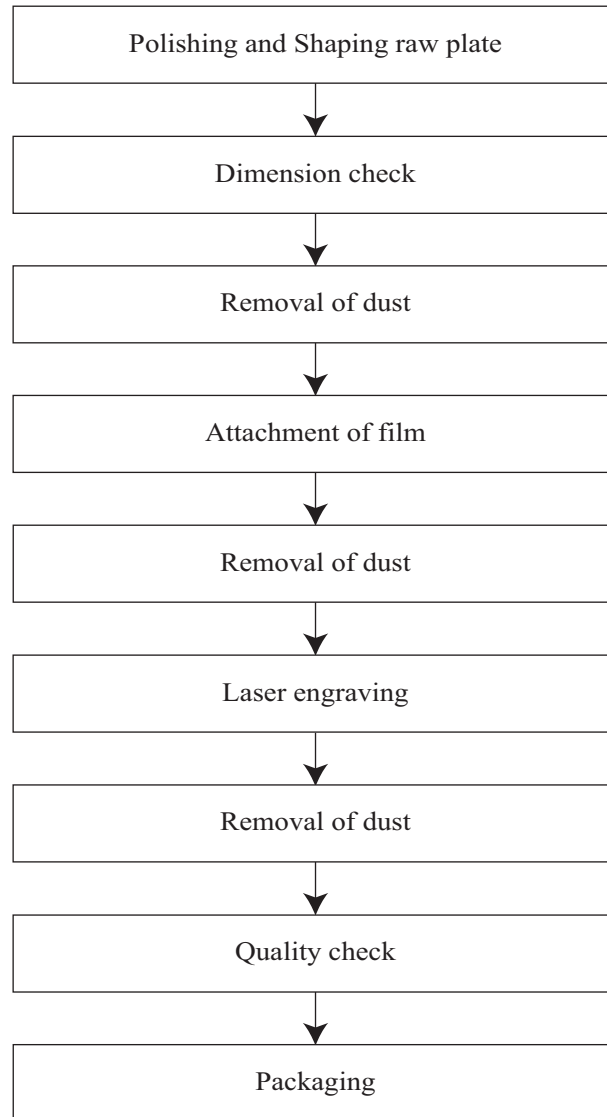 Polishing and Shaping raw plate
Dimension check
Removal of dust
Attachment of film
Removal of dust
Laser engraving
Removal of dust
Quality check
Packaging